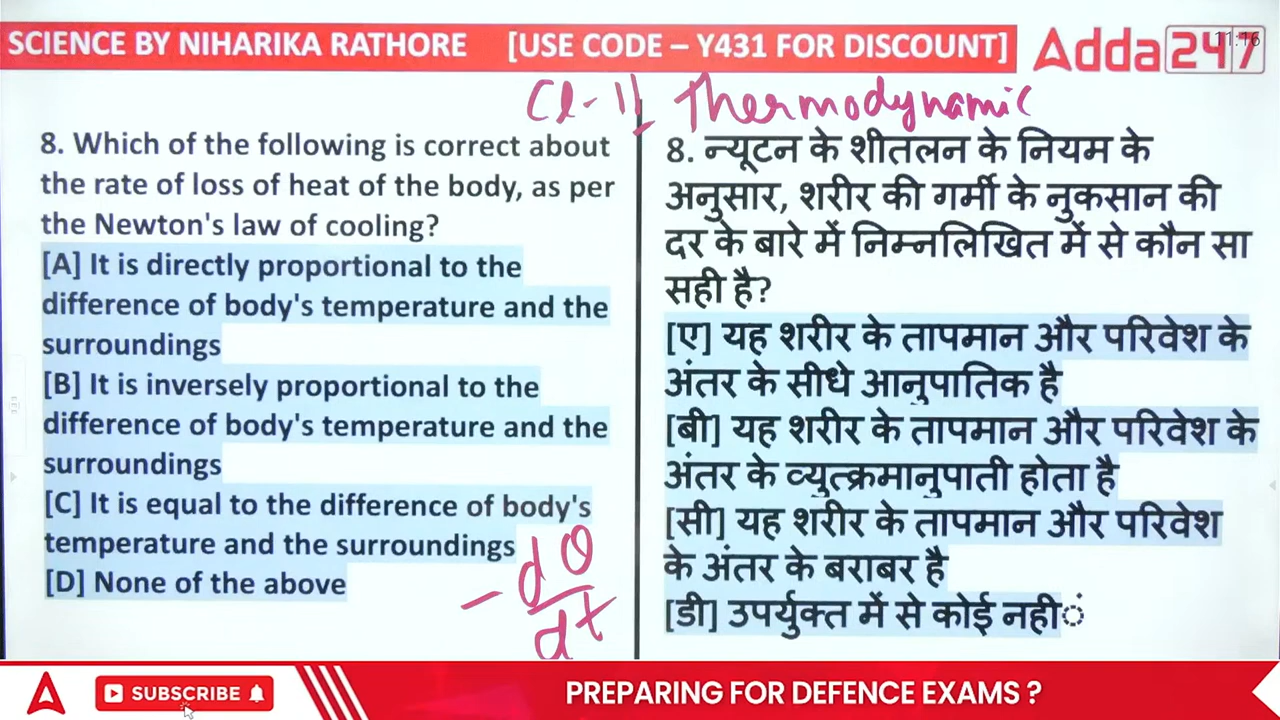 SCIENCE BY NIHARIKA RATHORE [USE CODE – Y431 FOR DISCOUNT]
Adda247
11:16
Cl-11 Thermodynamic
8. Which of the following is correct about
the rate of loss of heat of the body, as per
the Newton's law of cooling?
[A] It is directly proportional to the
difference of body's temperature and the
surroundings
[B] It is inversely proportional to the
difference of body's temperature and the
surroundings
[C] It is equal to the difference of body's
temperature and the surroundings
[D] None of the above
- dθ
dt
8. न्यूटन के शीतलन के नियम के
अनुसार, शरीर की गर्मी के नुकसान की
दर के बारे में निम्नलिखित में से कौन सा
सही है?
[ए] यह शरीर के तापमान और परिवेश के
अंतर के सीधे आनुपातिक है
[बी] यह शरीर के तापमान और परिवेश के
अंतर के व्युत्क्रमानुपाती होता है
[सी] यह शरीर के तापमान और परिवेश
के अंतर के बराबर है
[डी] उपर्युक्त में से कोई नहीं
SUBSCRIBE
PREPARING FOR DEFENCE EXAMS ?